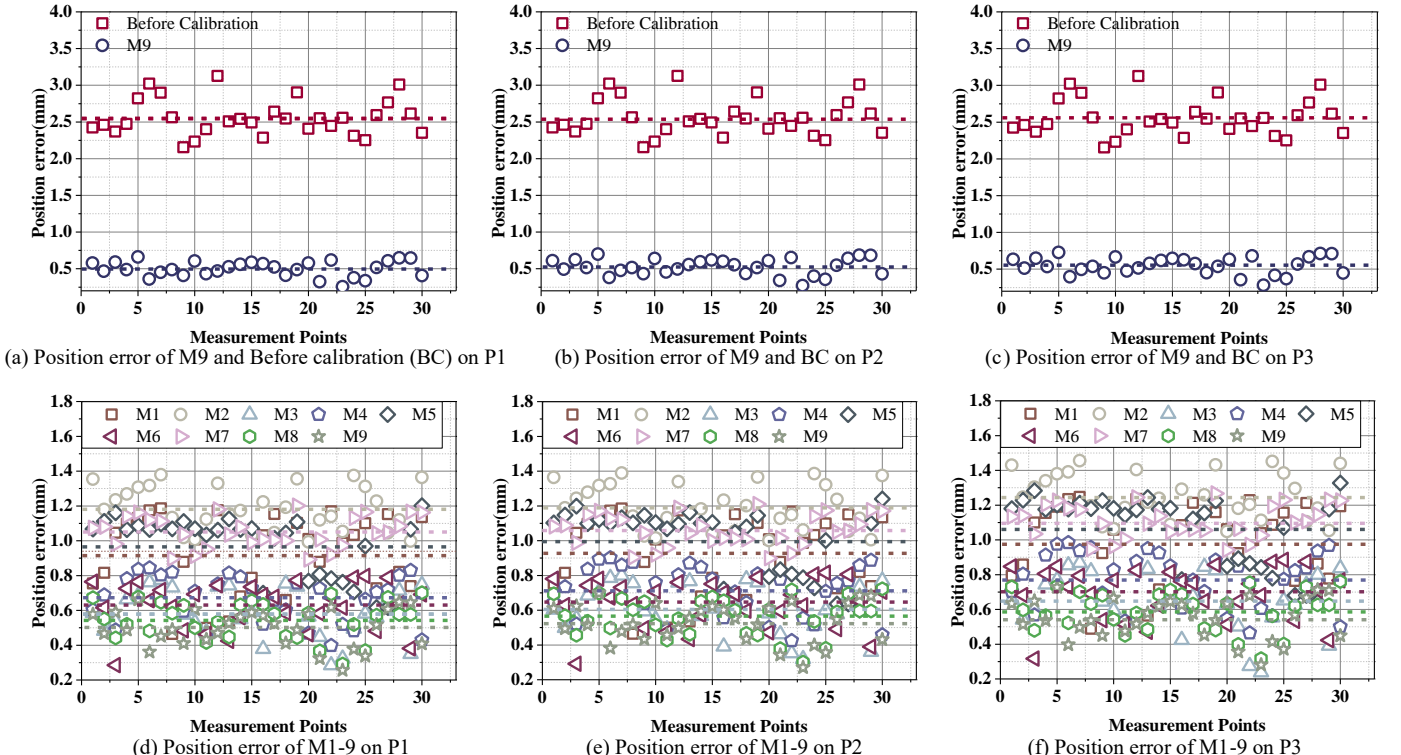 4.0
3.5
3.0
2.5
2.0
1.5
1.0
0.5
Position error(mm)
Before Calibration
M9
0 5 10 15 20 25 30
Measurement Points
(a) Position error of M9 and Before calibration (BC) on P1
4.0
3.5
3.0
2.5
2.0
1.5
1.0
0.5
Position error(mm)
Before Calibration
M9
0 5 10 15 20 25 30
Measurement Points
(b) Position error of M9 and BC on P2
4.0
3.5
3.0
2.5
2.0
1.5
1.0
0.5
Position error(mm)
Before Calibration
M9
0 5 10 15 20 25 30
Measurement Points
(c) Position error of M9 and BC on P3
1.8
1.6
1.4
1.2
1.0
0.8
0.6
0.4
0.2
Position error(mm)
M1 M2 M3 M4 M5
M6 M7 M8 M9
0 5 10 15 20 25 30
Measurement Points
(d) Position error of M1-9 on P1
1.8
1.6
1.4
1.2
1.0
0.8
0.6
0.4
0.2
Position error(mm)
M1 M2 M3 M4 M5
M6 M7 M8 M9
0 5 10 15 20 25 30
Measurement Points
(e) Position error of M1-9 on P2
1.8
1.6
1.4
1.2
1.0
0.8
0.6
0.4
0.2
Position error(mm)
M1 M2 M3 M4 M5
M6 M7 M8 M9
0 5 10 15 20 25 30
Measurement Points
(f) Position error of M1-9 on P3